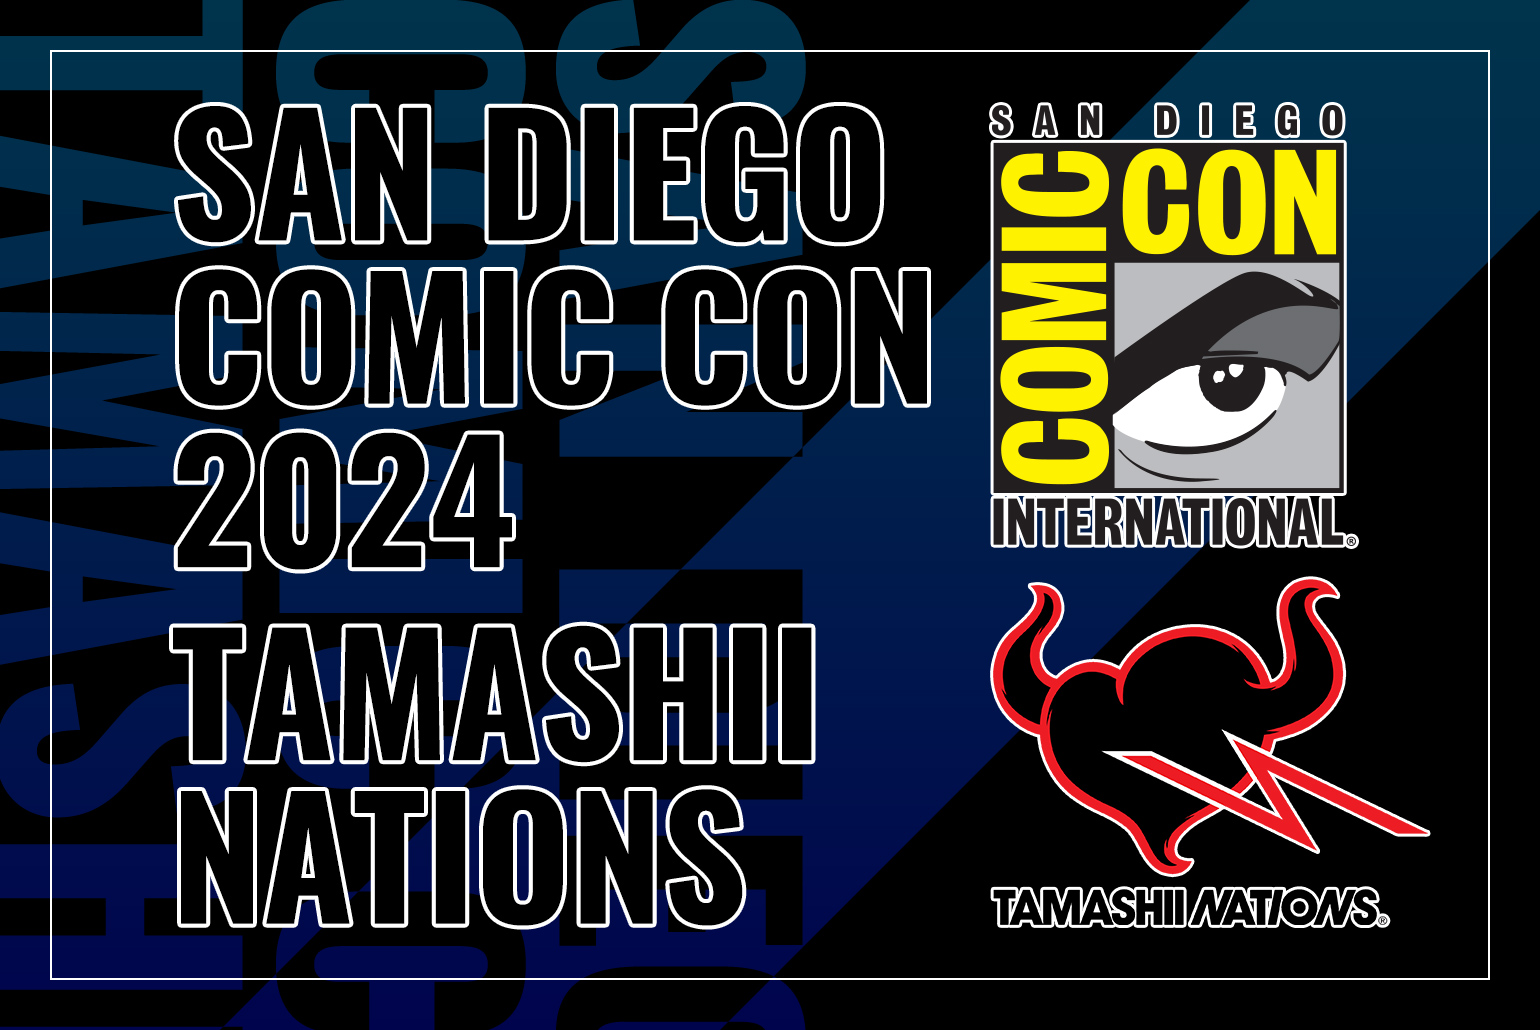 SAN DIEGO
COMIC CON
2024
TAMASHII
NATIONS
SAN DIEGO
COMIC CON
INTERNATIONAL®
TAMASHII NATIONS®